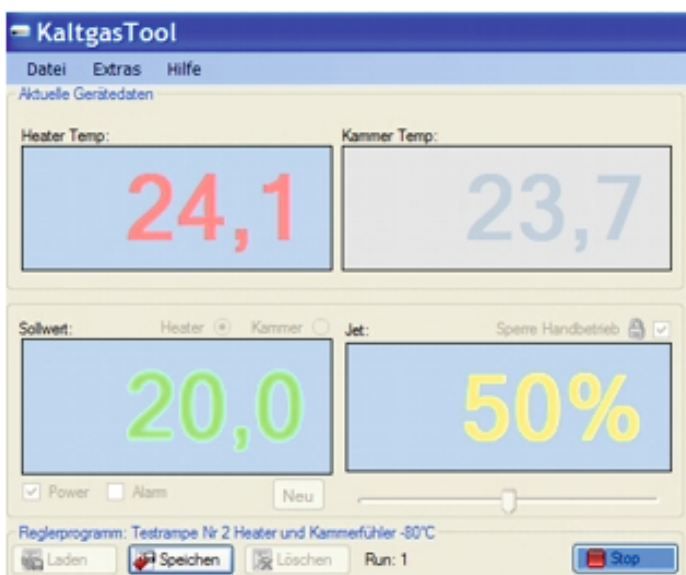 KaltgasTool
Datei Extras Hilfe
Aktuelle Gerätedaten
Heater Temp: Kammer Temp:
24,1 23,7
Sollwert: Heater Kammer Jet: Sperre Handbetrieb
20,0 50%
Power Alarm Neu
Reglerprogramm: Testrampe Nr 2 Heater und Kammerfühler -80°C
Laden Speichen Löschen Run: 1 Stop